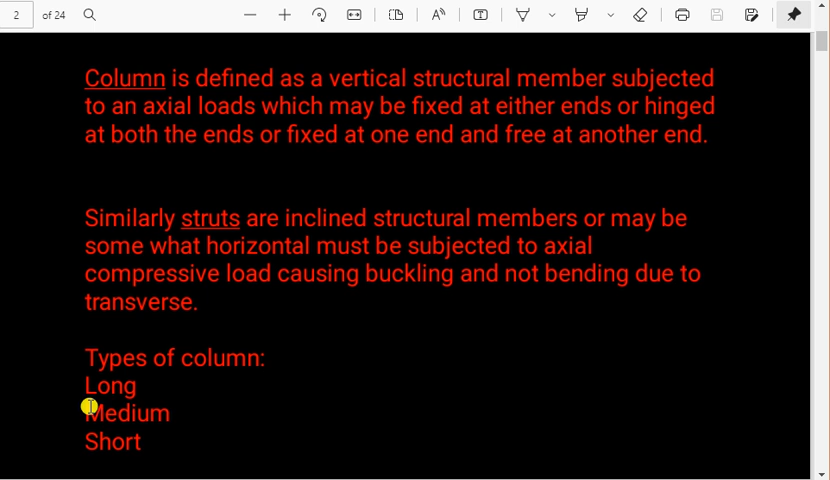 2 of 24
Column is defined as a vertical structural member subjected
to an axial loads which may be fixed at either ends or hinged
at both the ends or fixed at one end and free at another end.
Similarly struts are inclined structural members or may be
some what horizontal must be subjected to axial
compressive load causing buckling and not bending due to
transverse.
Types of column:
Long
Medium
Short